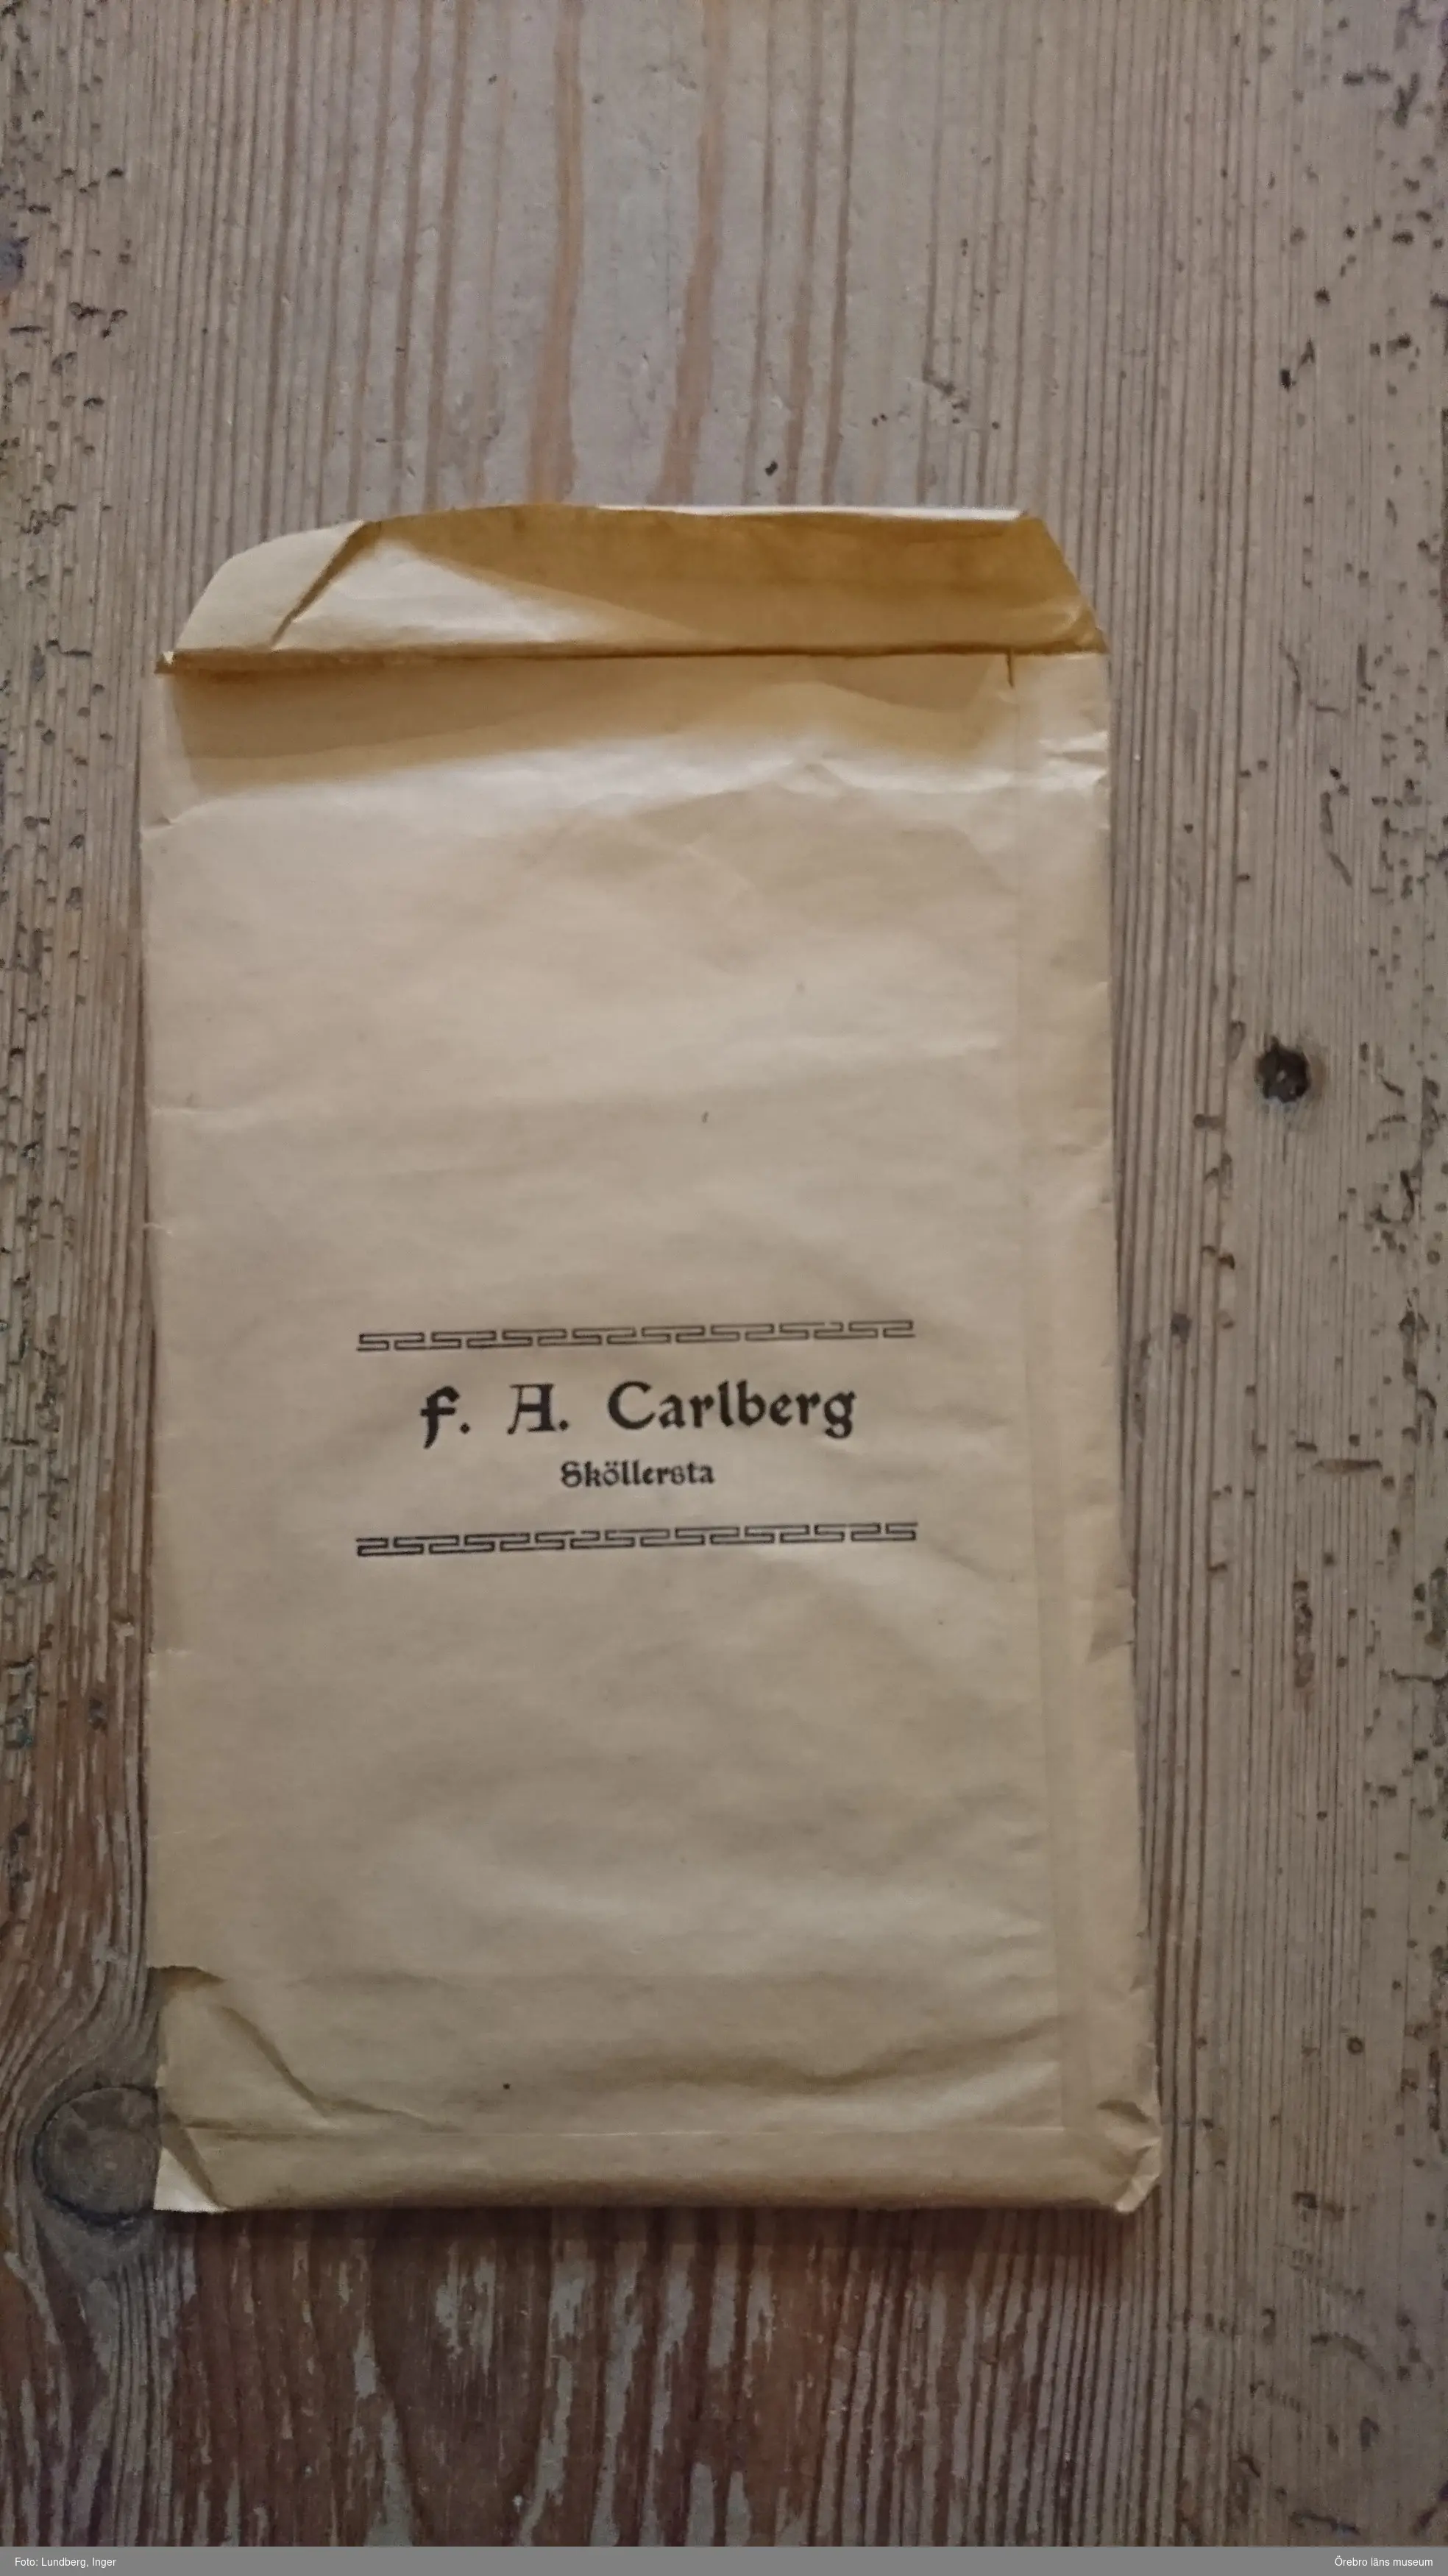 F. A. Carlberg
Sköllersta
Foto: Lundberg, Inger
Örebro läns museum